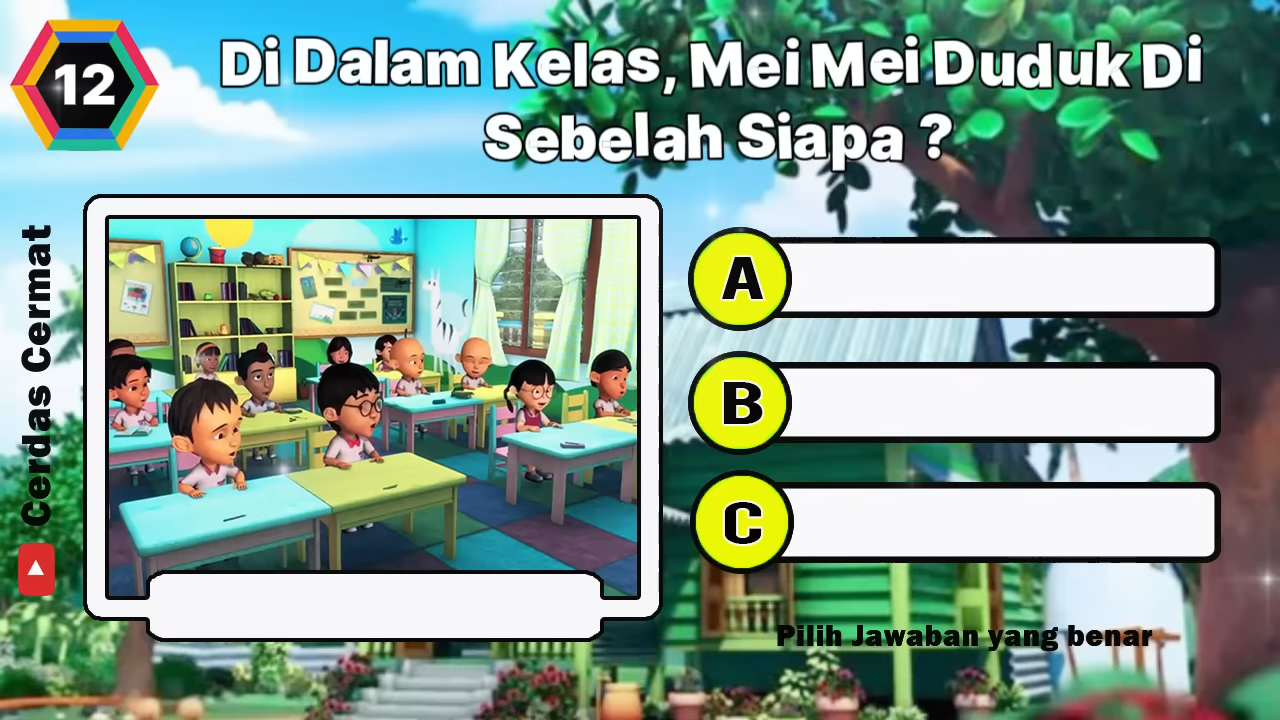 12
Di Dalam Kelas, Mei Mei Duduk Di
Sebelah Siapa ?
Cerdas Cermat
A
B
C
Pilih Jawaban yang benar